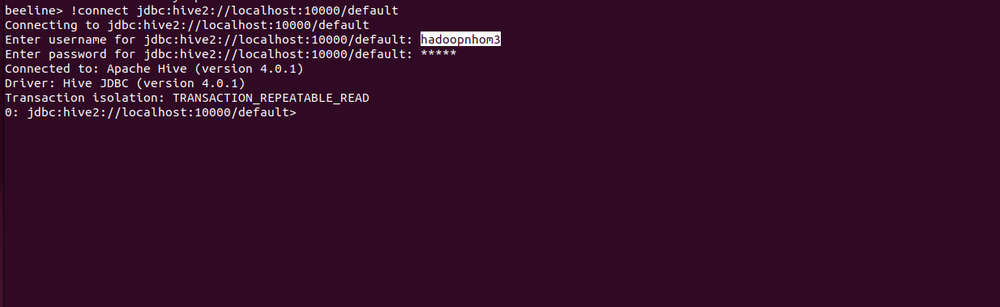 beeline> !connect jdbc:hive2://localhost:10000/default
Connecting to jdbc:hive2://localhost:10000/default
Enter username for jdbc:hive2://localhost:10000/default: hadoopnhom3
Enter password for jdbc:hive2://localhost:10000/default: *****
Connected to: Apache Hive (version 4.0.1)
Driver: Hive JDBC (version 4.0.1)
Transaction isolation: TRANSACTION_REPEATABLE_READ
0: jdbc:hive2://localhost:10000/default>